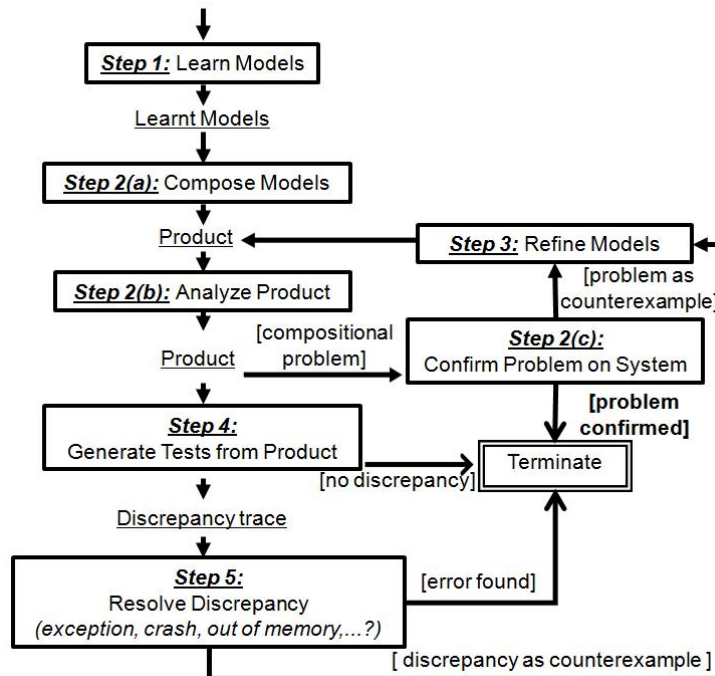 Step 1: Learn Models
Learnt Models
Step 2(a): Compose Models
Product
Step 3: Refine Models
Step 2(b): Analyze Product
[problem as
counterexample]
Product
[compositional
problem]
Step 2(c):
Confirm Problem on System
[problem
confirmed]
Step 4:
Generate Tests from Product
[no discrepancy]
Terminate
Discrepancy trace
Step 5:
Resolve Discrepancy
(exception, crash, out of memory,...?)
[error found]
[ discrepancy as counterexample ]